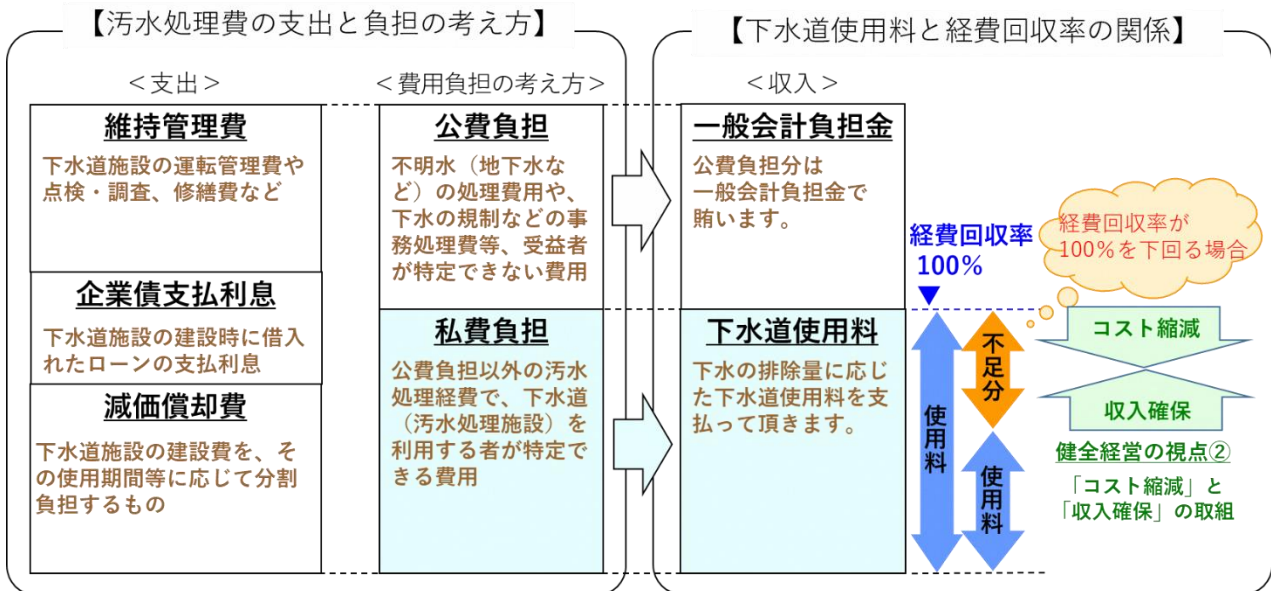 【汚水処理費の支出と負担の考え方】
＜支出＞
維持管理費
下水道施設の運転管理費や
点検・調査、修繕費など
企業債支払利息
下水道施設の建設時に借入
れたローンの支払利息
減価償却費
下水道施設の建設費を、そ
の使用期間等に応じて分割
負担するもの
＜費用負担の考え方＞
公費負担
不明水（地下水な
ど）の処理費用や、
下水の規制などの事
務処理費等、受益者
が特定できない費用
私費負担
公費負担以外の汚水
処理経費で、下水道
（汚水処理施設）を
利用する者が特定で
きる費用
【下水道使用料と経費回収率の関係】
＜収入＞
一般会計負担金
公費負担分は
一般会計負担金で
賄います。
下水道使用料
下水の排除量に応じ
た下水道使用料を支
払って頂きます。
経費回収率
100％
使用料
不足分
使用料
経費回収率が
100％を下回る場合
コスト縮減
収入確保
健全経営の視点②
「コスト縮減」と
「収入確保」の取組